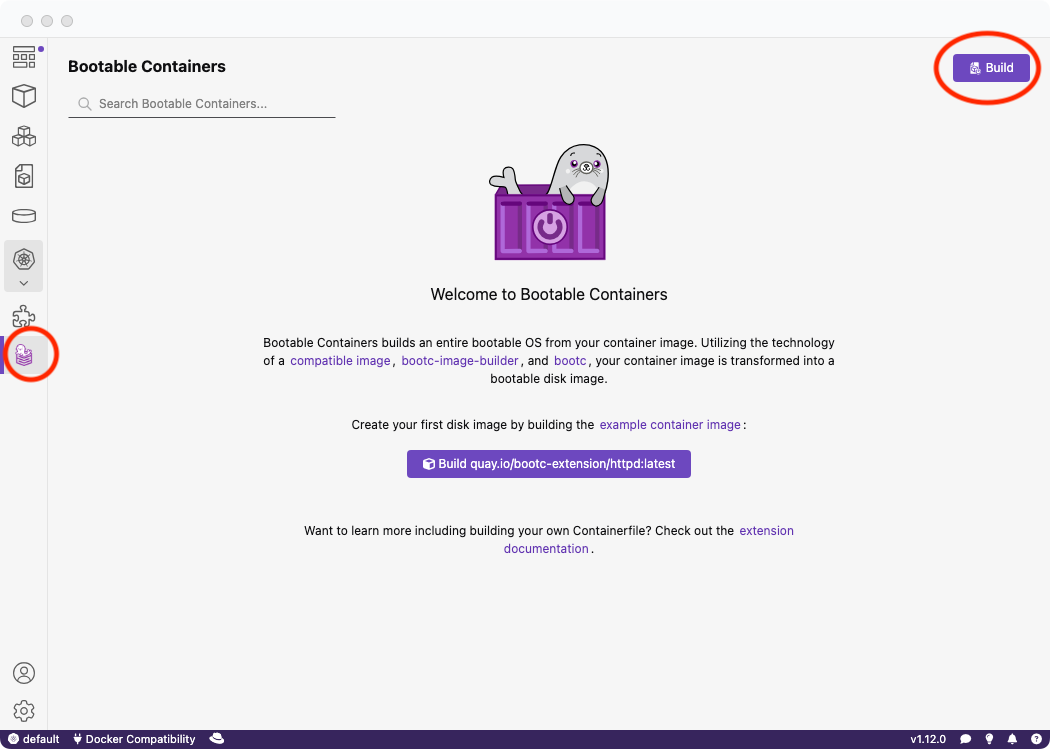 Bootable Containers
Build
Search Bootable Containers...
Welcome to Bootable Containers
Bootable Containers builds an entire bootable OS from your container image. Utilizing the technology
of a compatible image, bootc-image-builder, and bootc, your container image is transformed into a
bootable disk image.
Create your first disk image by building the example container image:
Build quay.io/bootc-extension/httpd:latest
Want to learn more including building your own Containerfile? Check out the extension
documentation.
default Docker Compatibility v1.12.0